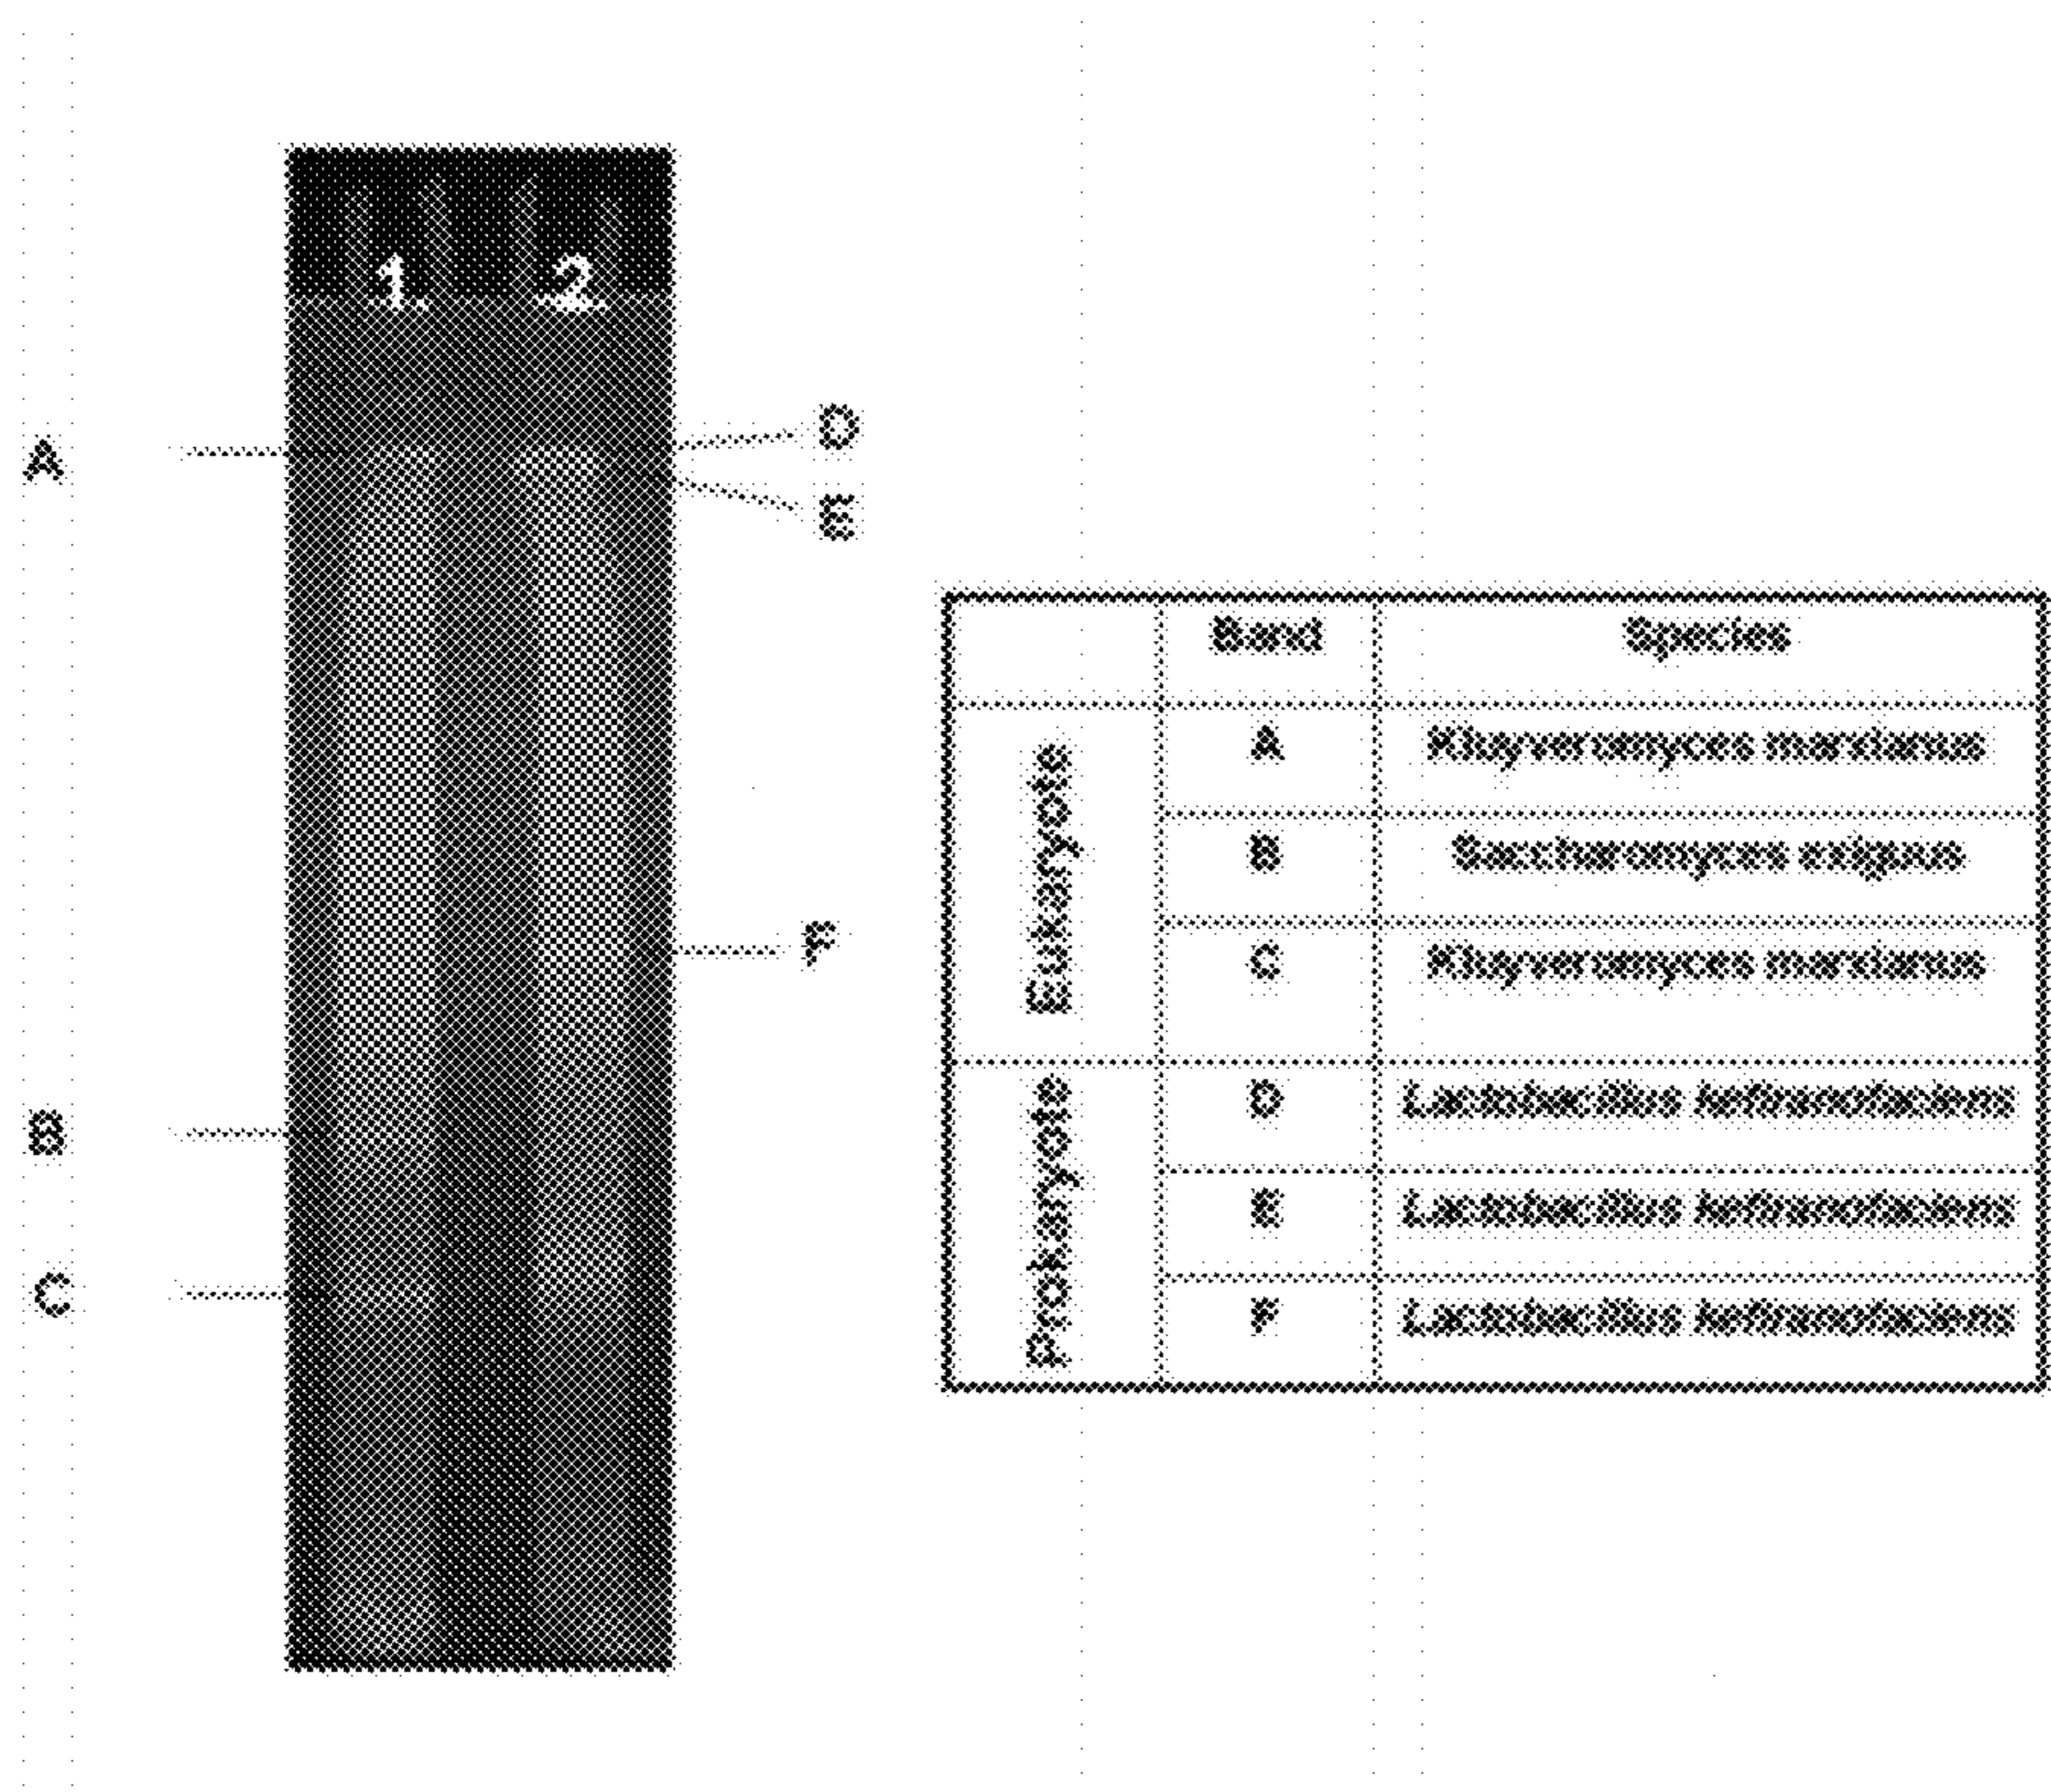 1 2
A
D
E
F
B
C
Band Species
Eukaryote
A Kluyveromyces marxianus
B Saccharomyces exiguus
C Kluyveromyces marxianus
Prokaryote
D Lactobacillus kefiranofaciens
E Lactobacillus kefiranofaciens
F Lactobacillus kefiranofaciens